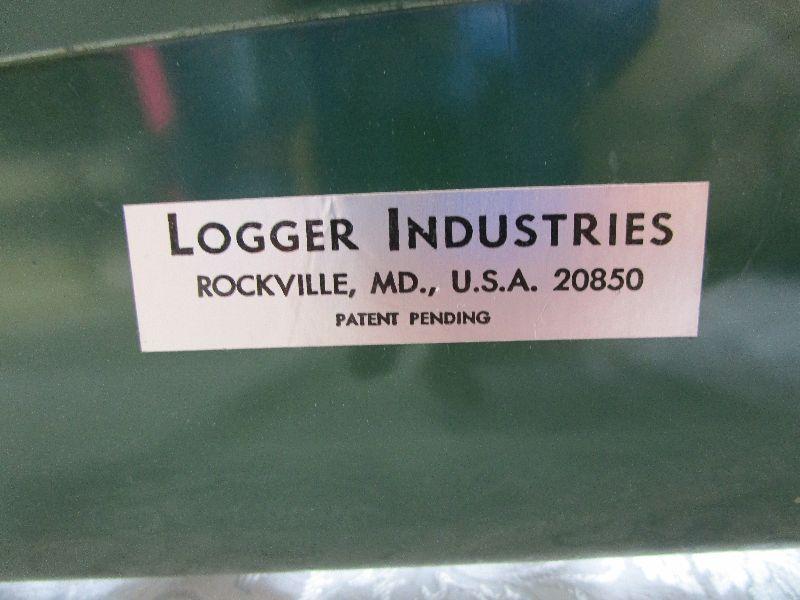 LOGGER INDUSTRIES
ROCKVILLE, MD., U.S.A. 20850
PATENT PENDING